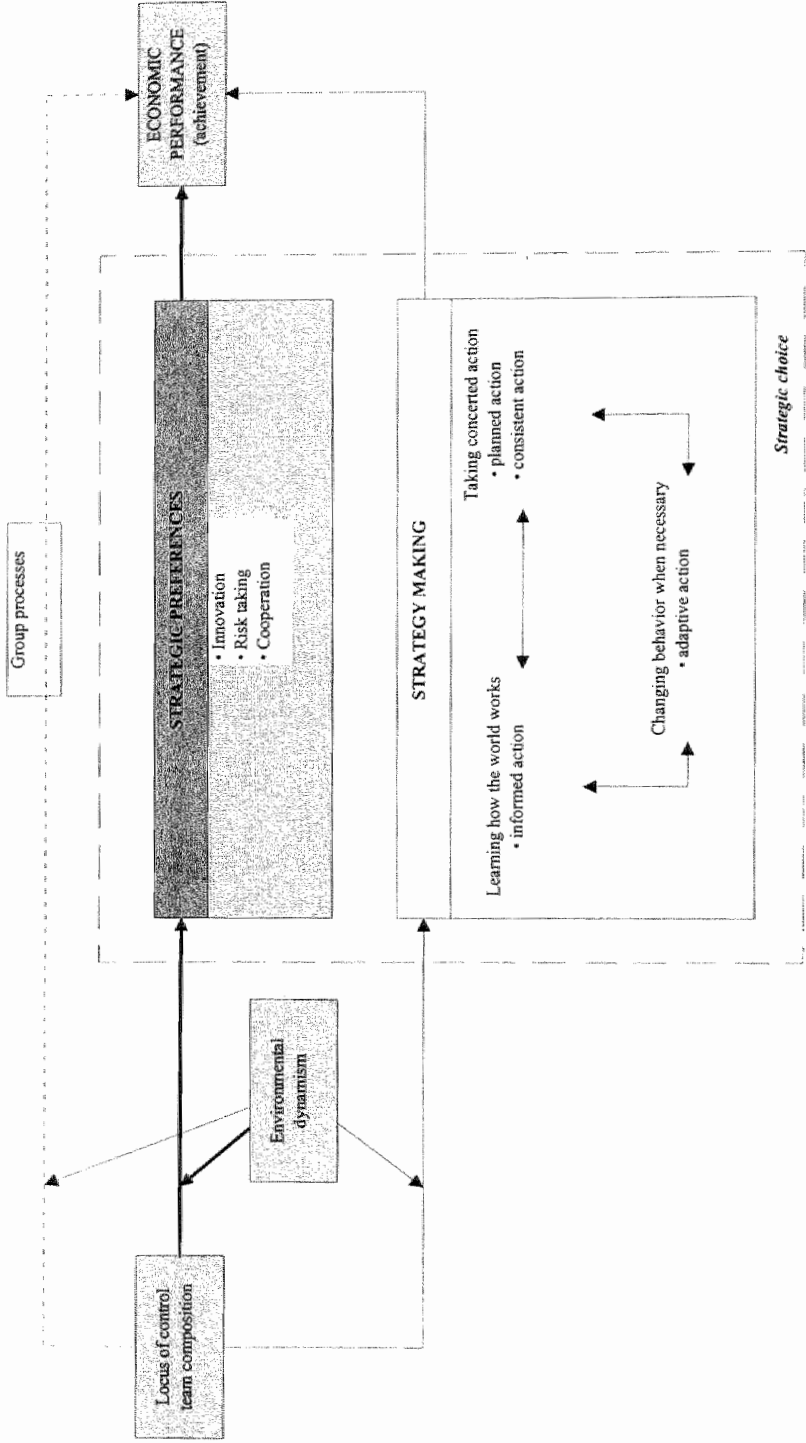 Group processes
Locus of control
team composition
Environmental
dynamism
STRATEGIC PREFERENCES
• Innovation
• Risk taking
• Cooperation
ECONOMIC
PERFORMANCE
(achievement)
STRATEGY MAKING
Learning how the world works
• informed action
Taking concerted action
• planned action
• consistent action
Changing behavior when necessary
• adaptive action
Strategic choice